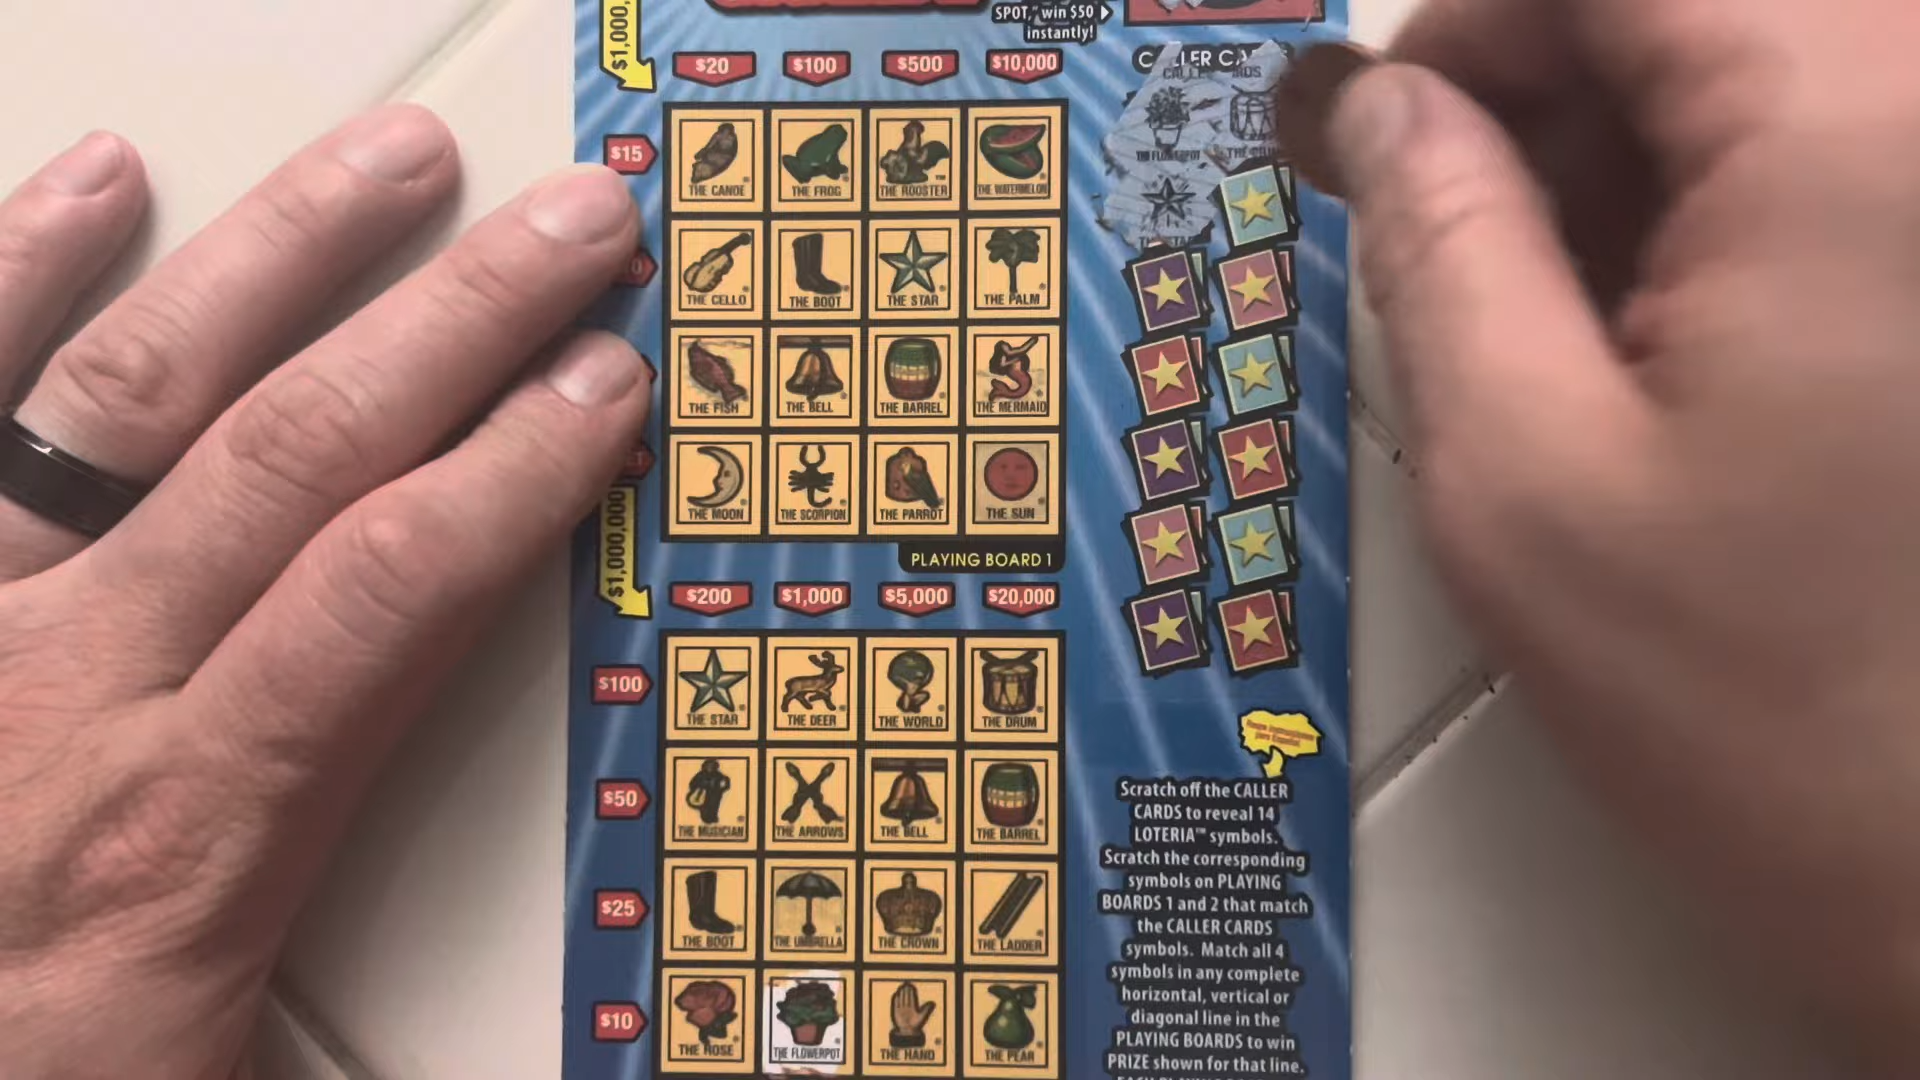 SPOT," win $50
instantly!
$1,000,
$20 $100 $500 $10,000
CALLER
$15
THE CANOE THE FROG THE ROOSTER THE WATERMELON
THE FLOWERPOT THE DRUM
THE CELLO THE BOOT THE STAR THE PALM
THE STAR
THE FISH THE BELL THE BARREL THE MERMAID
THE MOON THE SCORPION THE PARROT THE SUN
$1,000,000
PLAYING BOARD 1
$200 $1,000 $5,000 $20,000
$100
THE STAR THE DEER THE WORLD THE DRUM
$50
THE MUSICIAN THE ARROWS THE BELL THE BARREL
$25
THE BOOT THE UMBRELLA THE CROWN THE LADDER
$10
THE ROSE THE FLOWERPOT THE HAND THE PEAR
Scratch off the CALLER
CARDS to reveal 14
LOTERIA™ symbols.
Scratch the corresponding
symbols on PLAYING
BOARDS 1 and 2 that match
the CALLER CARDS
symbols. Match all 4
symbols in any complete
horizontal, vertical or
diagonal line in the
PLAYING BOARDS to win
PRIZE shown for that line.